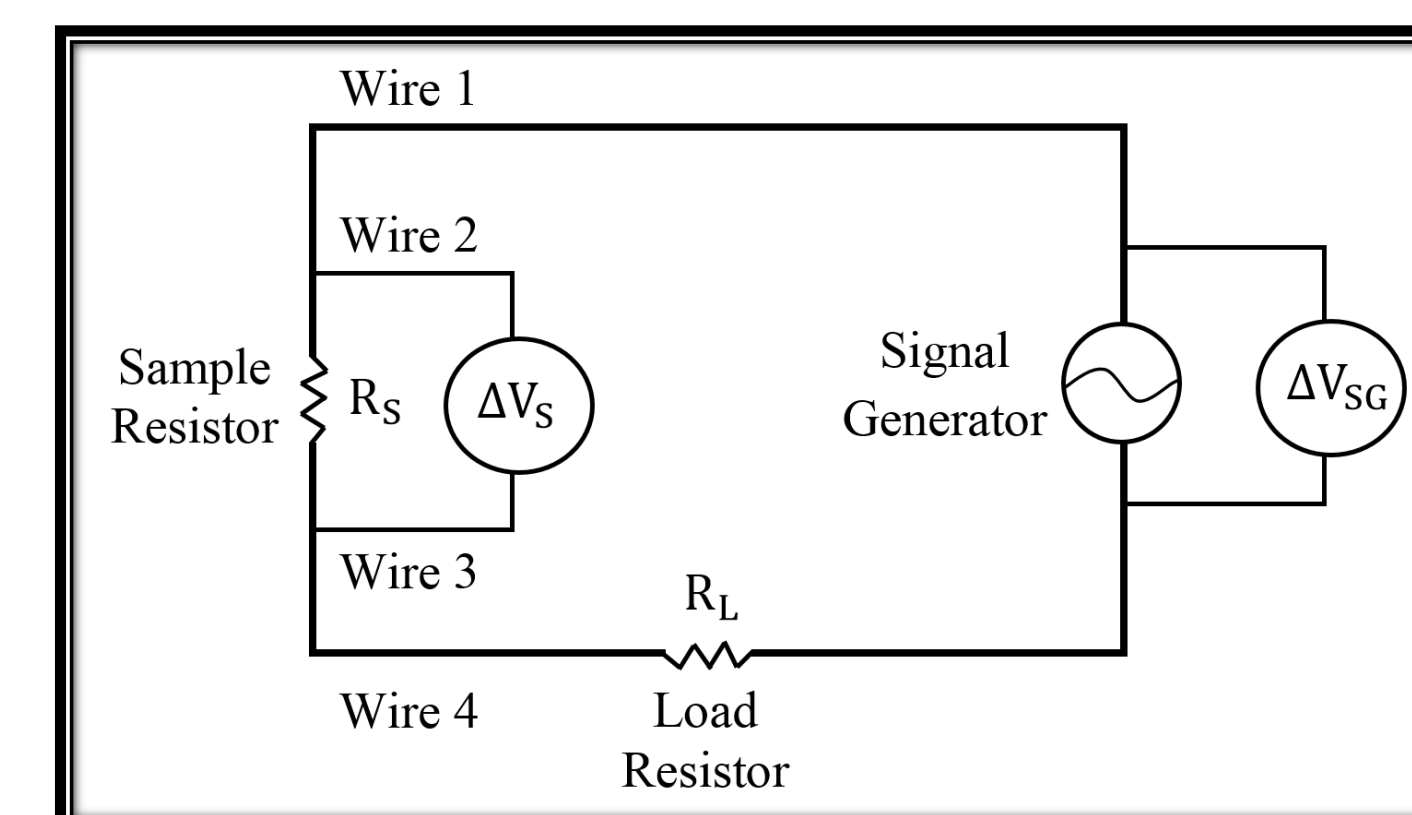 Wire 1
Wire 2
Sample
Resistor
R_S
ΔV_S
Signal
Generator
ΔV_SG
Wire 3
R_L
Wire 4
Load
Resistor